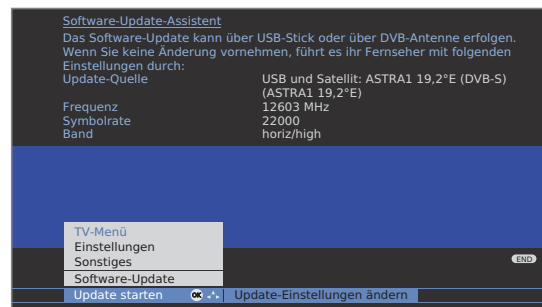 Software-Update-Assistent
Das Software-Update kann über USB-Stick oder über DVB-Antenne erfolgen.
Wenn Sie keine Änderung vornehmen, führt es ihr Fernseher mit folgenden
Einstellungen durch:
Update-Quelle USB und Satellit: ASTRA1 19,2°E (DVB-S)
(ASTRA1 19,2°E)
Frequenz 12603 MHz
Symbolrate 22000
Band horiz/high
TV-Menü
Einstellungen
Sonstiges
END
Software-Update
Update starten OK Update-Einstellungen ändern